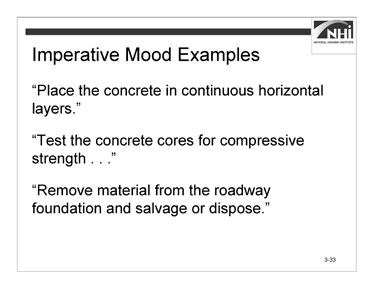 NHI
NATIONAL HIGHWAY INSTITUTE
Imperative Mood Examples
“Place the concrete in continuous horizontal
layers.”
“Test the concrete cores for compressive
strength . . .”
“Remove material from the roadway
foundation and salvage or dispose.”
3-33